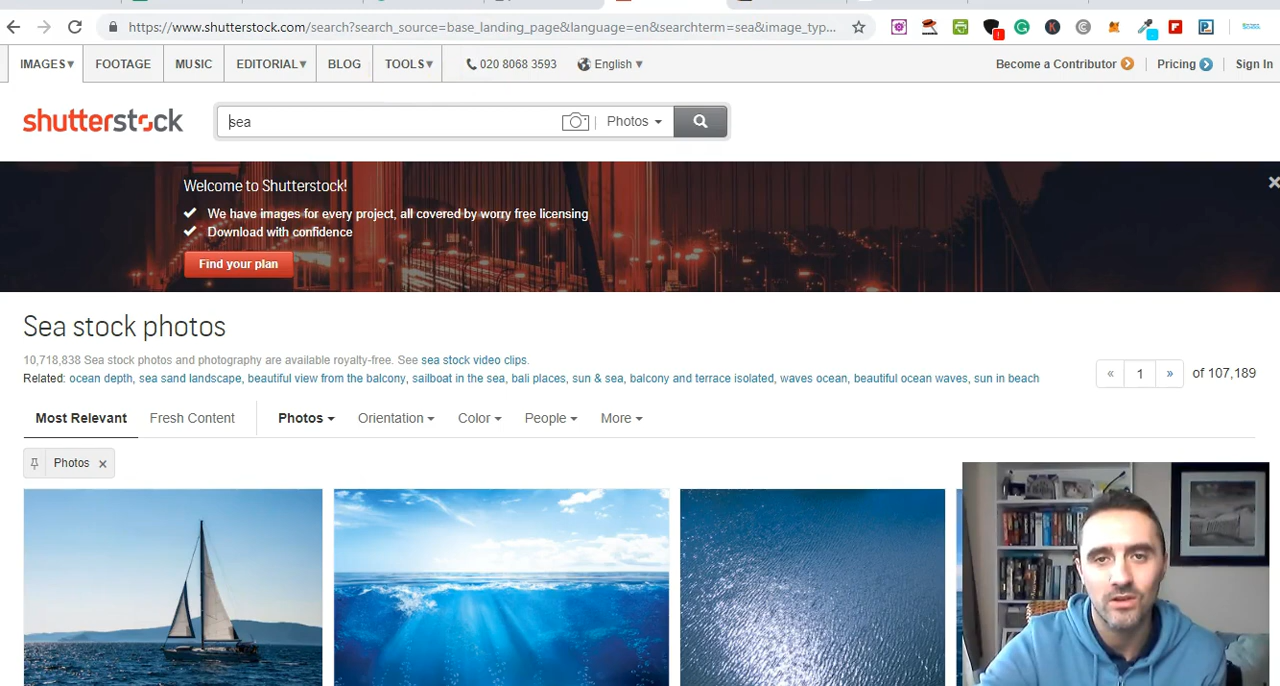 https://www.shutterstock.com/search?search_source=base_landing_page&language=en&searchterm=sea&image_typ...
IMAGES▾ FOOTAGE MUSIC EDITORIAL▾ BLOG TOOLS▾ 020 8068 3593 English ▾ Become a Contributor Pricing Sign In
shutterstock sea Photos
Welcome to Shutterstock!
✔ We have images for every project, all covered by worry free licensing
✔ Download with confidence
Find your plan
Sea stock photos
10,718,838 Sea stock photos and photography are available royalty-free. See sea stock video clips.
Related: ocean depth, sea sand landscape, beautiful view from the balcony, sailboat in the sea, bali places, sun & sea, balcony and terrace isolated, waves ocean, beautiful ocean waves, sun in beach
« 1 » of 107,189
Most Relevant Fresh Content Photos Orientation Color People More
Photos ×